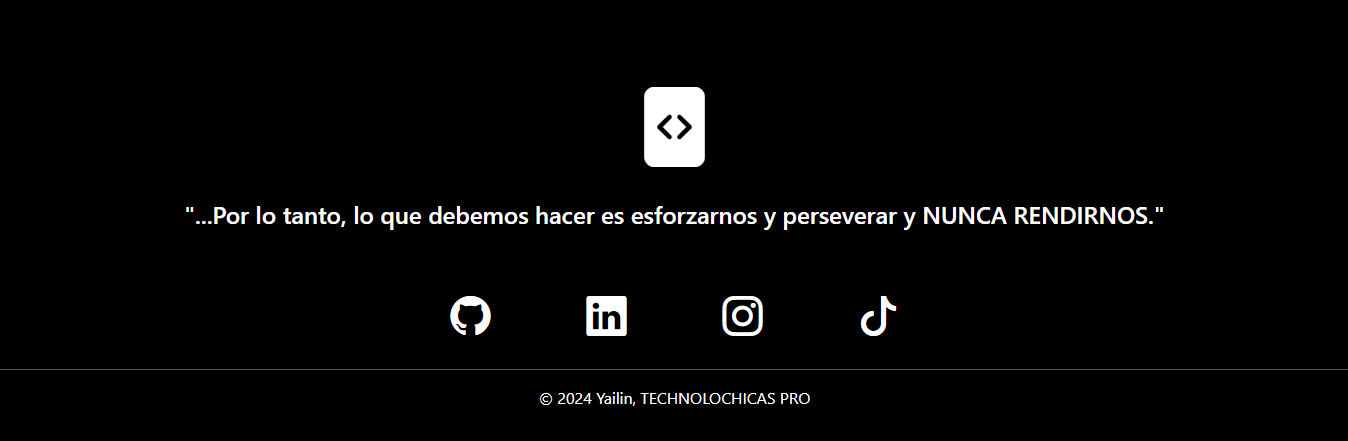 "...Por lo tanto, lo que debemos hacer es esforzarnos y perseverar y NUNCA RENDIRNOS."
© 2024 Yailin, TECHNOLOCHICAS PRO